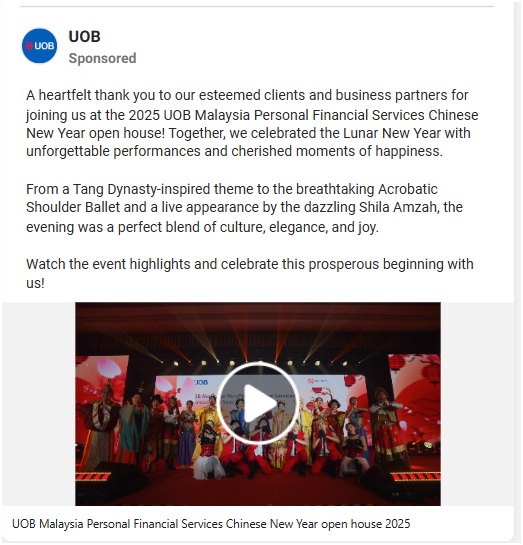 UOB
UOB
Sponsored
A heartfelt thank you to our esteemed clients and business partners for
joining us at the 2025 UOB Malaysia Personal Financial Services Chinese
New Year open house! Together, we celebrated the Lunar New Year with
unforgettable performances and cherished moments of happiness.
From a Tang Dynasty-inspired theme to the breathtaking Acrobatic
Shoulder Ballet and a live appearance by the dazzling Shila Amzah, the
evening was a perfect blend of culture, elegance, and joy.
Watch the event highlights and celebrate this prosperous beginning with
us!
UOB
Services
UOB Malaysia Personal Financial Services Chinese New Year open house 2025